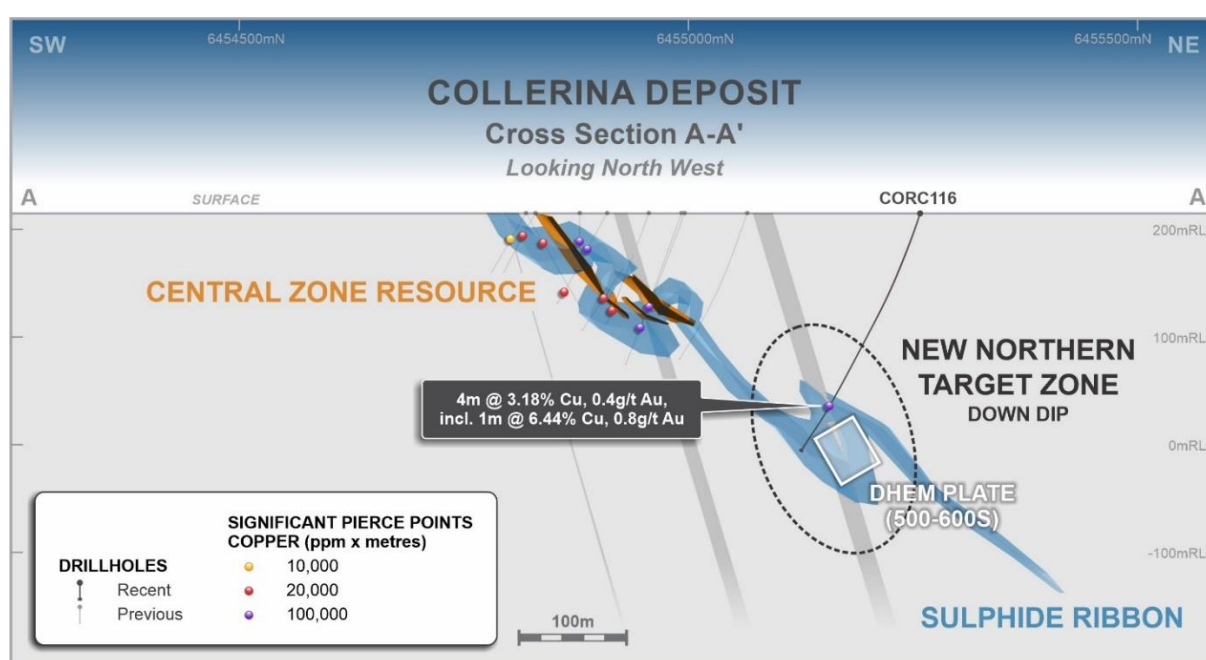 SW
6454500mN
6455000mN
6455500mN
NE
COLLERINA DEPOSIT
Cross Section A-A'
Looking North West
A
SURFACE
CORC116
A
200mRL
CENTRAL ZONE RESOURCE
100mRL
NEW NORTHERN
TARGET ZONE
DOWN DIP
4m @ 3.18% Cu, 0.4g/t Au,
incl. 1m @ 6.44% Cu, 0.8g/t Au
0mRL
DHEM PLATE
(500-600S)
-100mRL
SULPHIDE RIBBON
SIGNIFICANT PIERCE POINTS
COPPER (ppm x metres)
DRILLHOLES
10,000
Recent
20,000
Previous
100,000
100m